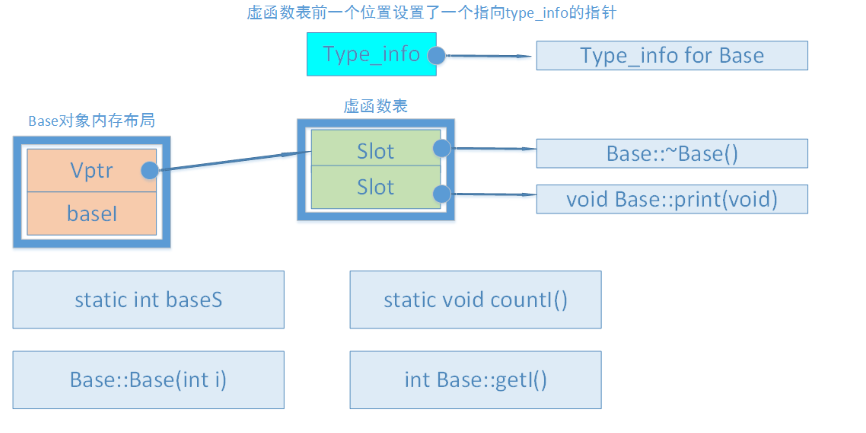 虚函数表前一个位置设置了一个指向type_info的指针
Type_info
Type_info for Base
Base对象内存布局
虚函数表
Vptr
baseI
Slot
Slot
Base::~Base()
void Base::print(void)
static int baseS
static void countI()
Base::Base(int i)
int Base::getI()